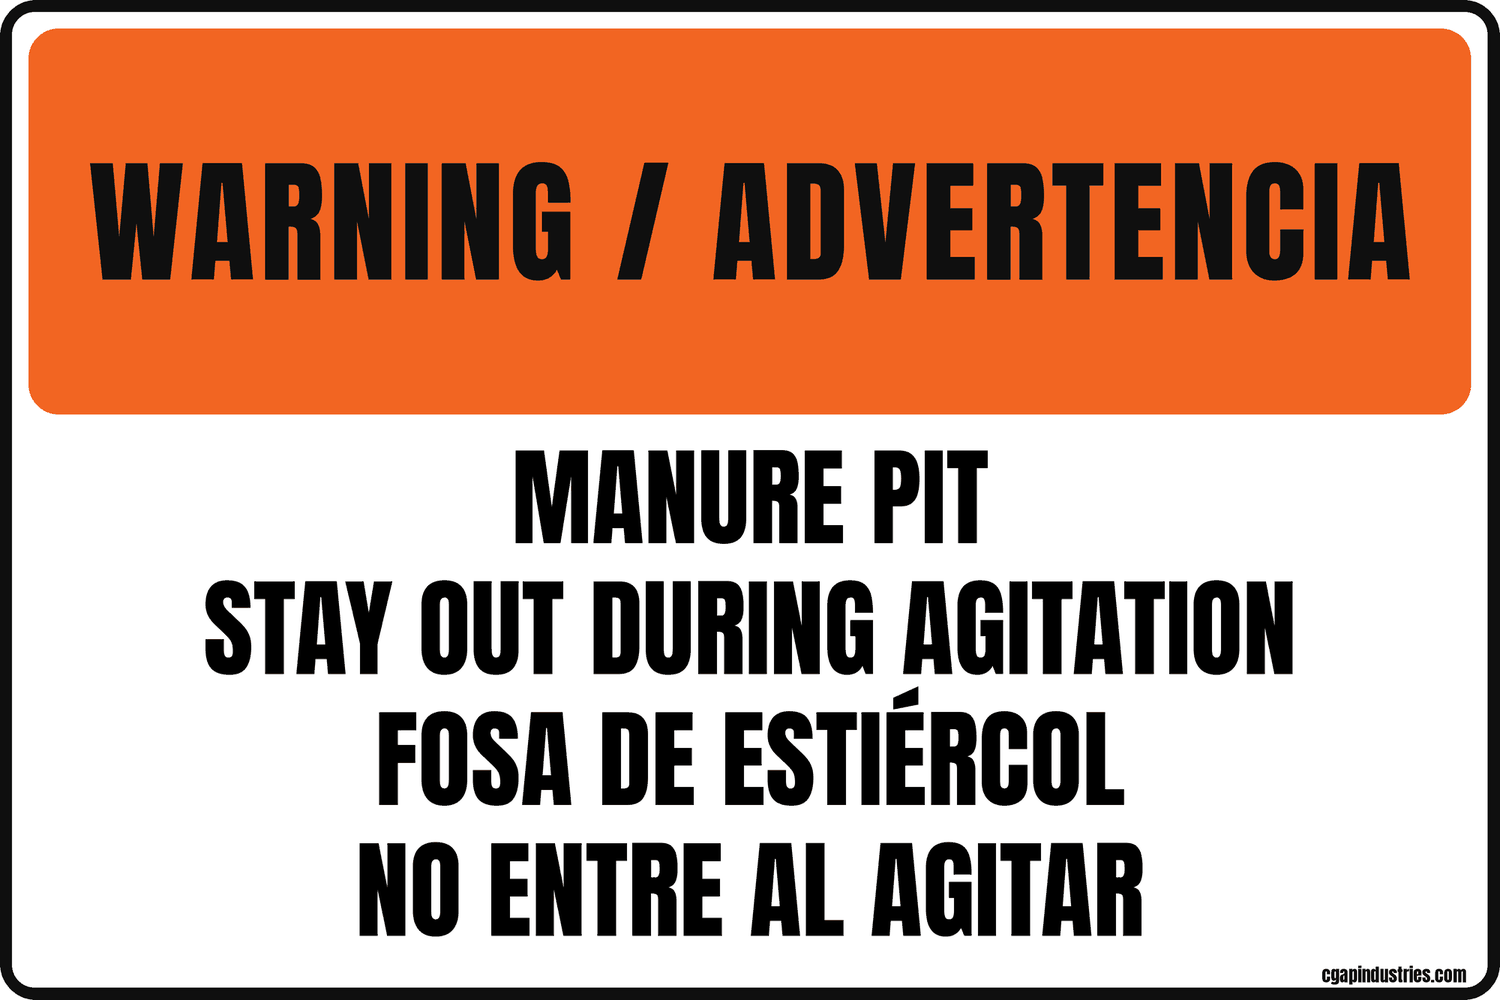 WARNING / ADVERTENCIA
MANURE PIT
STAY OUT DURING AGITATION
FOSA DE ESTIÉRCOL
NO ENTRE AL AGITAR
cgapindustries.com